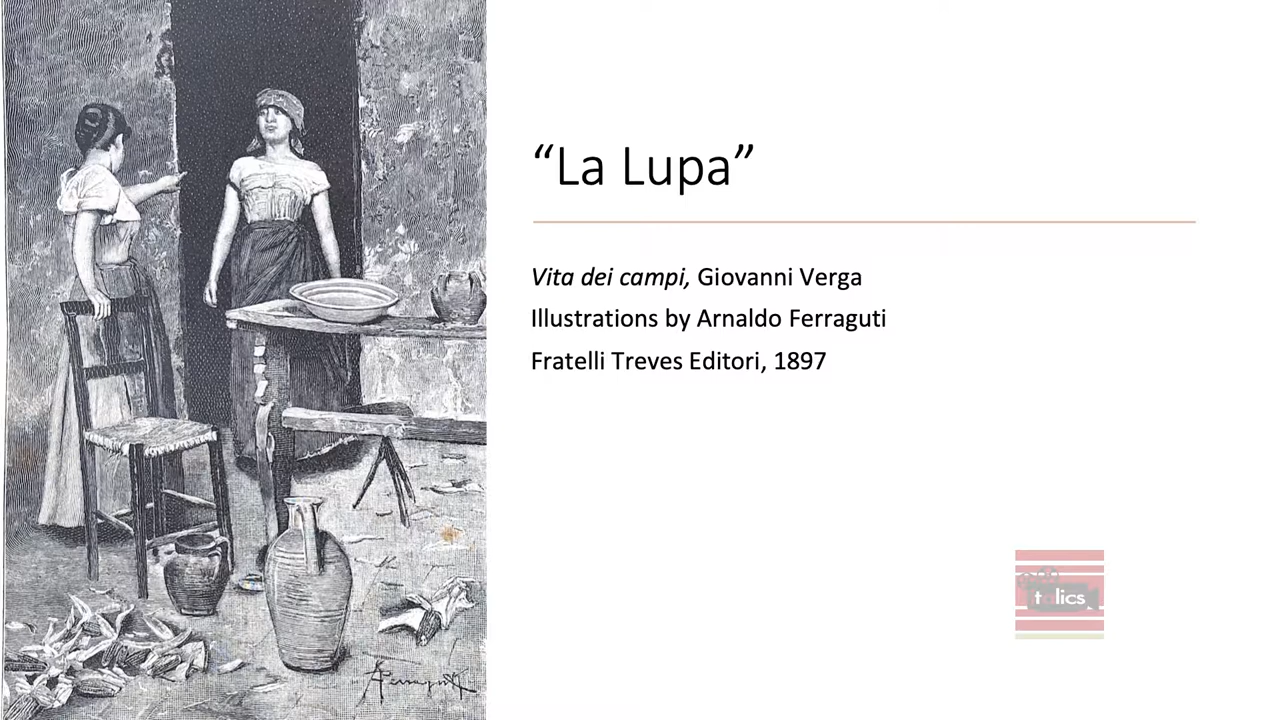 “La Lupa”
Vita dei campi, Giovanni Verga
Illustrations by Arnaldo Ferraguti
Fratelli Treves Editori, 1897